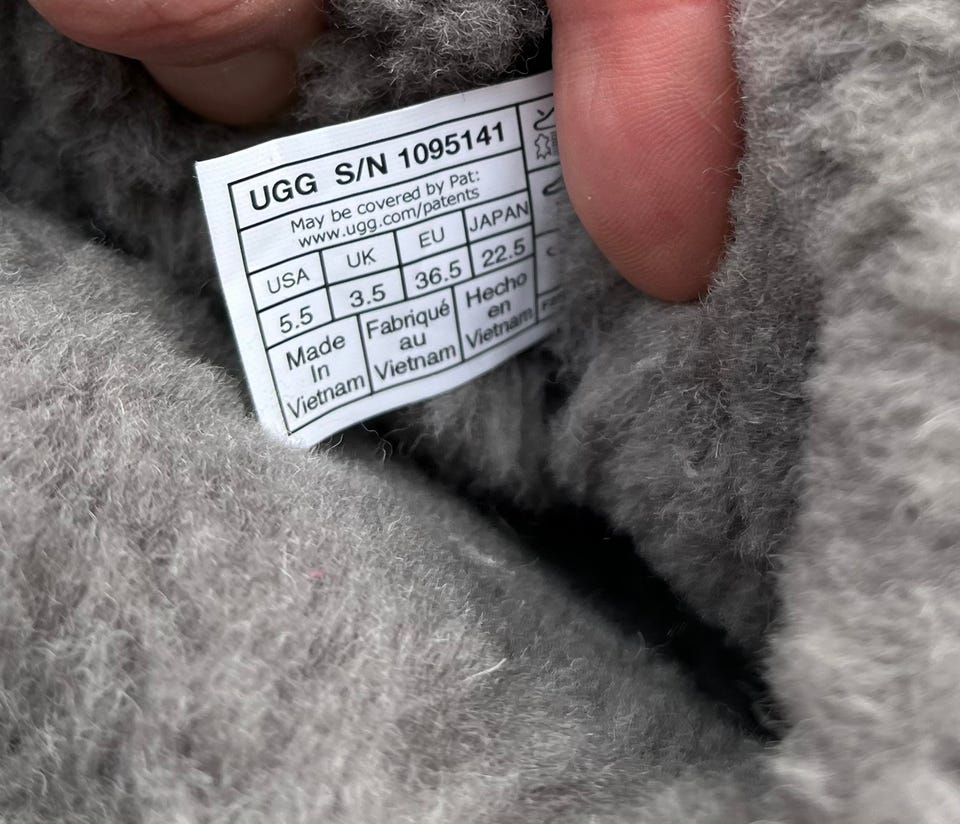 UGG S/N 1095141
May be covered by Pat:
www.ugg.com/patents
USA UK EU JAPAN
5.5 3.5 36.5 22.5
Made In Vietnam
Fabriqué au Vietnam
Hecho en Vietnam